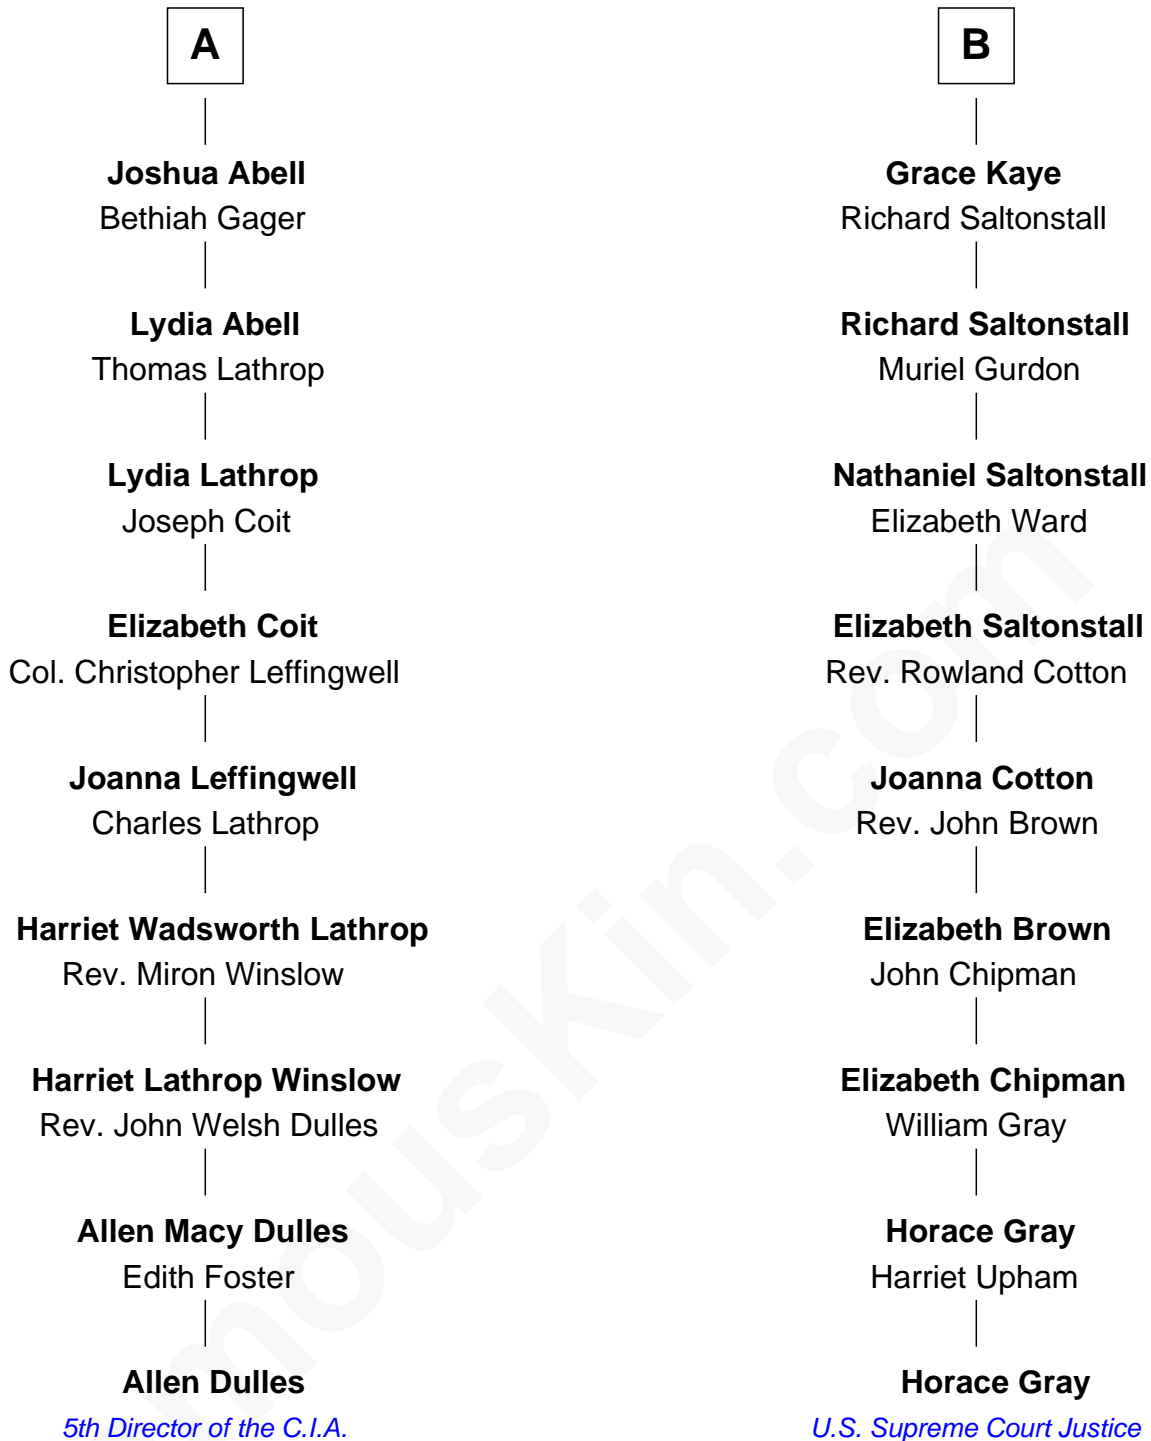 A
Joshua Abell
Bethiah Gager
Lydia Abell
Thomas Lathrop
Lydia Lathrop
Joseph Coit
Elizabeth Coit
Col. Christopher Leffingwell
Joanna Leffingwell
Charles Lathrop
Harriet Wadsworth Lathrop
Rev. Miron Winslow
Harriet Lathrop Winslow
Rev. John Welsh Dulles
Allen Macy Dulles
Edith Foster
Allen Dulles
5th Director of the C.I.A.
B
Grace Kaye
Richard Saltonstall
Richard Saltonstall
Muriel Gurdon
Nathaniel Saltonstall
Elizabeth Ward
Elizabeth Saltonstall
Rev. Rowland Cotton
Joanna Cotton
Rev. John Brown
Elizabeth Brown
John Chipman
Elizabeth Chipman
William Gray
Horace Gray
Harriet Upham
Horace Gray
U.S. Supreme Court Justice
mousKin.com